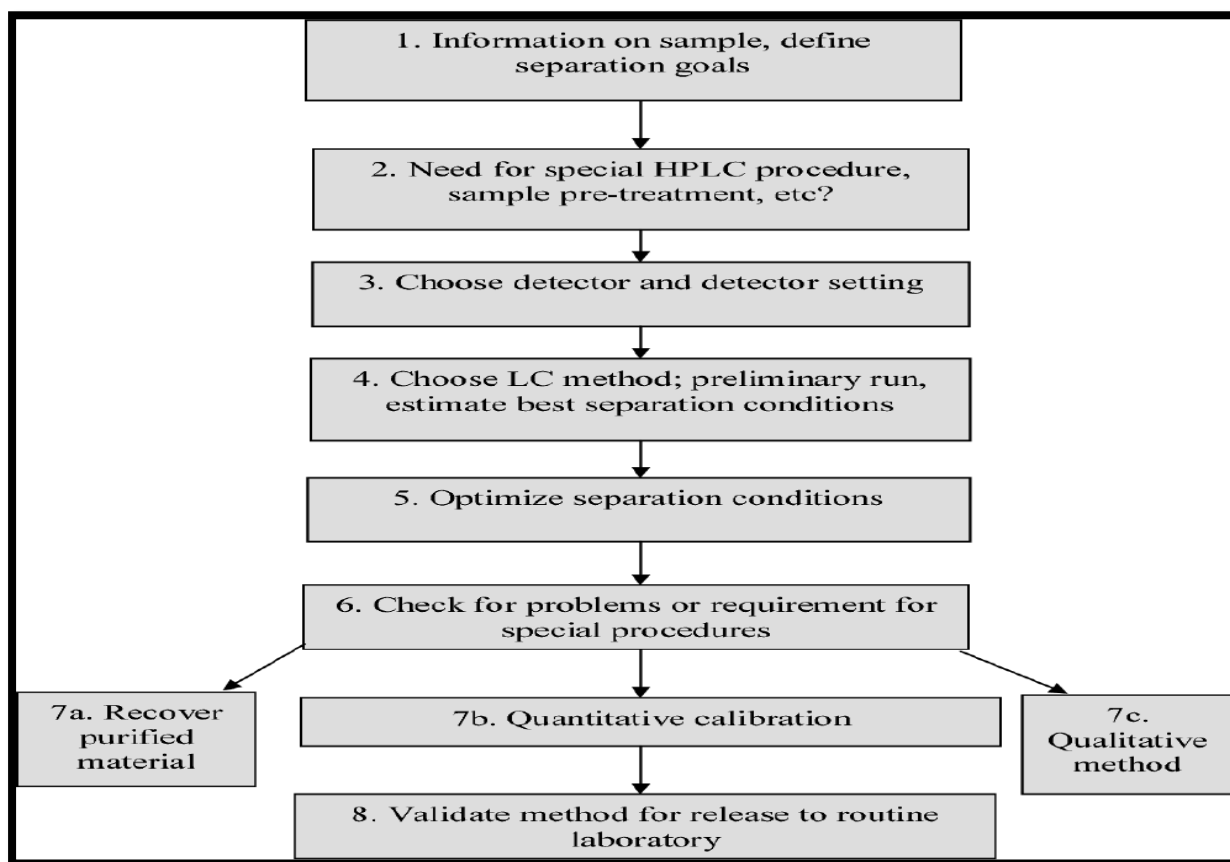 1. Information on sample, define
separation goals
2. Need for special HPLC procedure,
sample pre-treatment, etc?
3. Choose detector and detector setting
4. Choose LC method; preliminary run,
estimate best separation conditions
5. Optimize separation conditions
6. Check for problems or requirement for
special procedures
7a. Recover
purified
material
7b. Quantitative calibration
7c.
Qualitative
method
8. Validate method for release to routine
laboratory